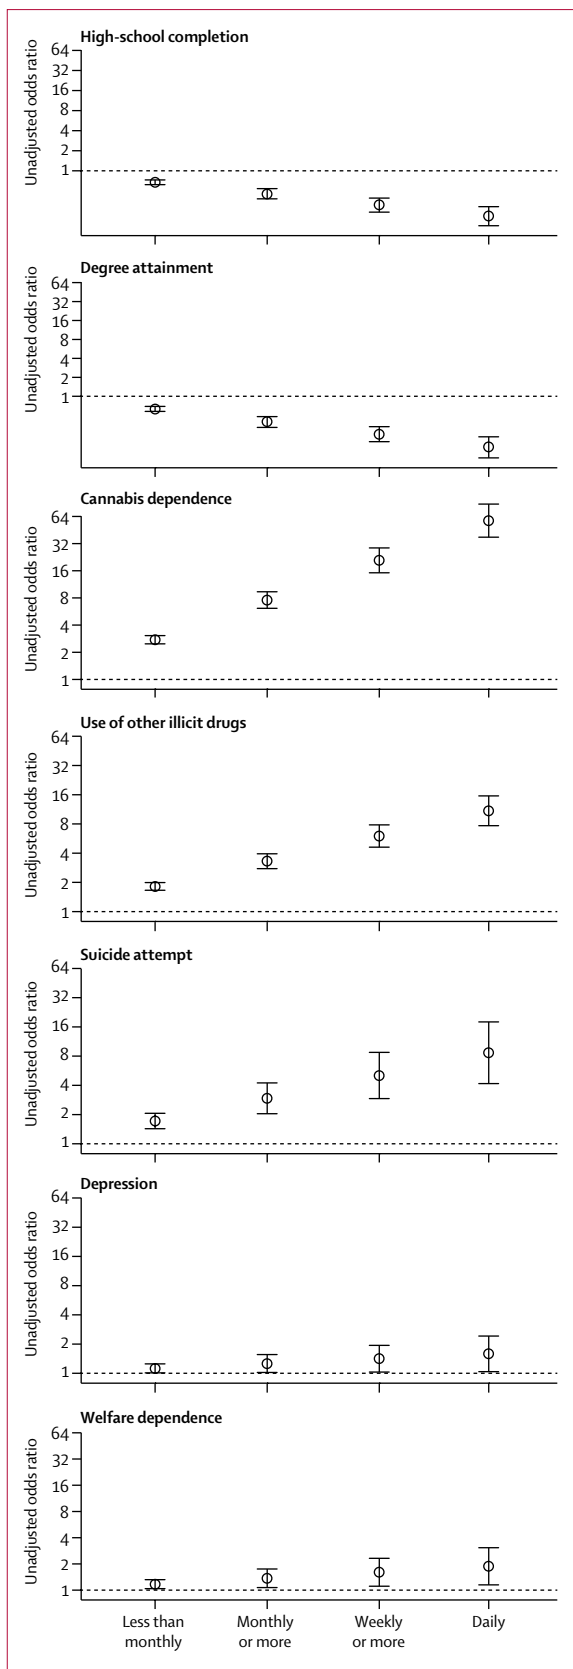 High-school completion
Unadjusted odds ratio
64
32
16
8
4
2
1
Degree attainment
Unadjusted odds ratio
64
32
16
8
4
2
1
Cannabis dependence
Unadjusted odds ratio
64
32
16
8
4
2
1
Use of other illicit drugs
Unadjusted odds ratio
64
32
16
8
4
2
1
Suicide attempt
Unadjusted odds ratio
64
32
16
8
4
2
1
Depression
Unadjusted odds ratio
64
32
16
8
4
2
1
Welfare dependence
Unadjusted odds ratio
64
32
16
8
4
2
1
Less than
monthly
Monthly
or more
Weekly
or more
Daily